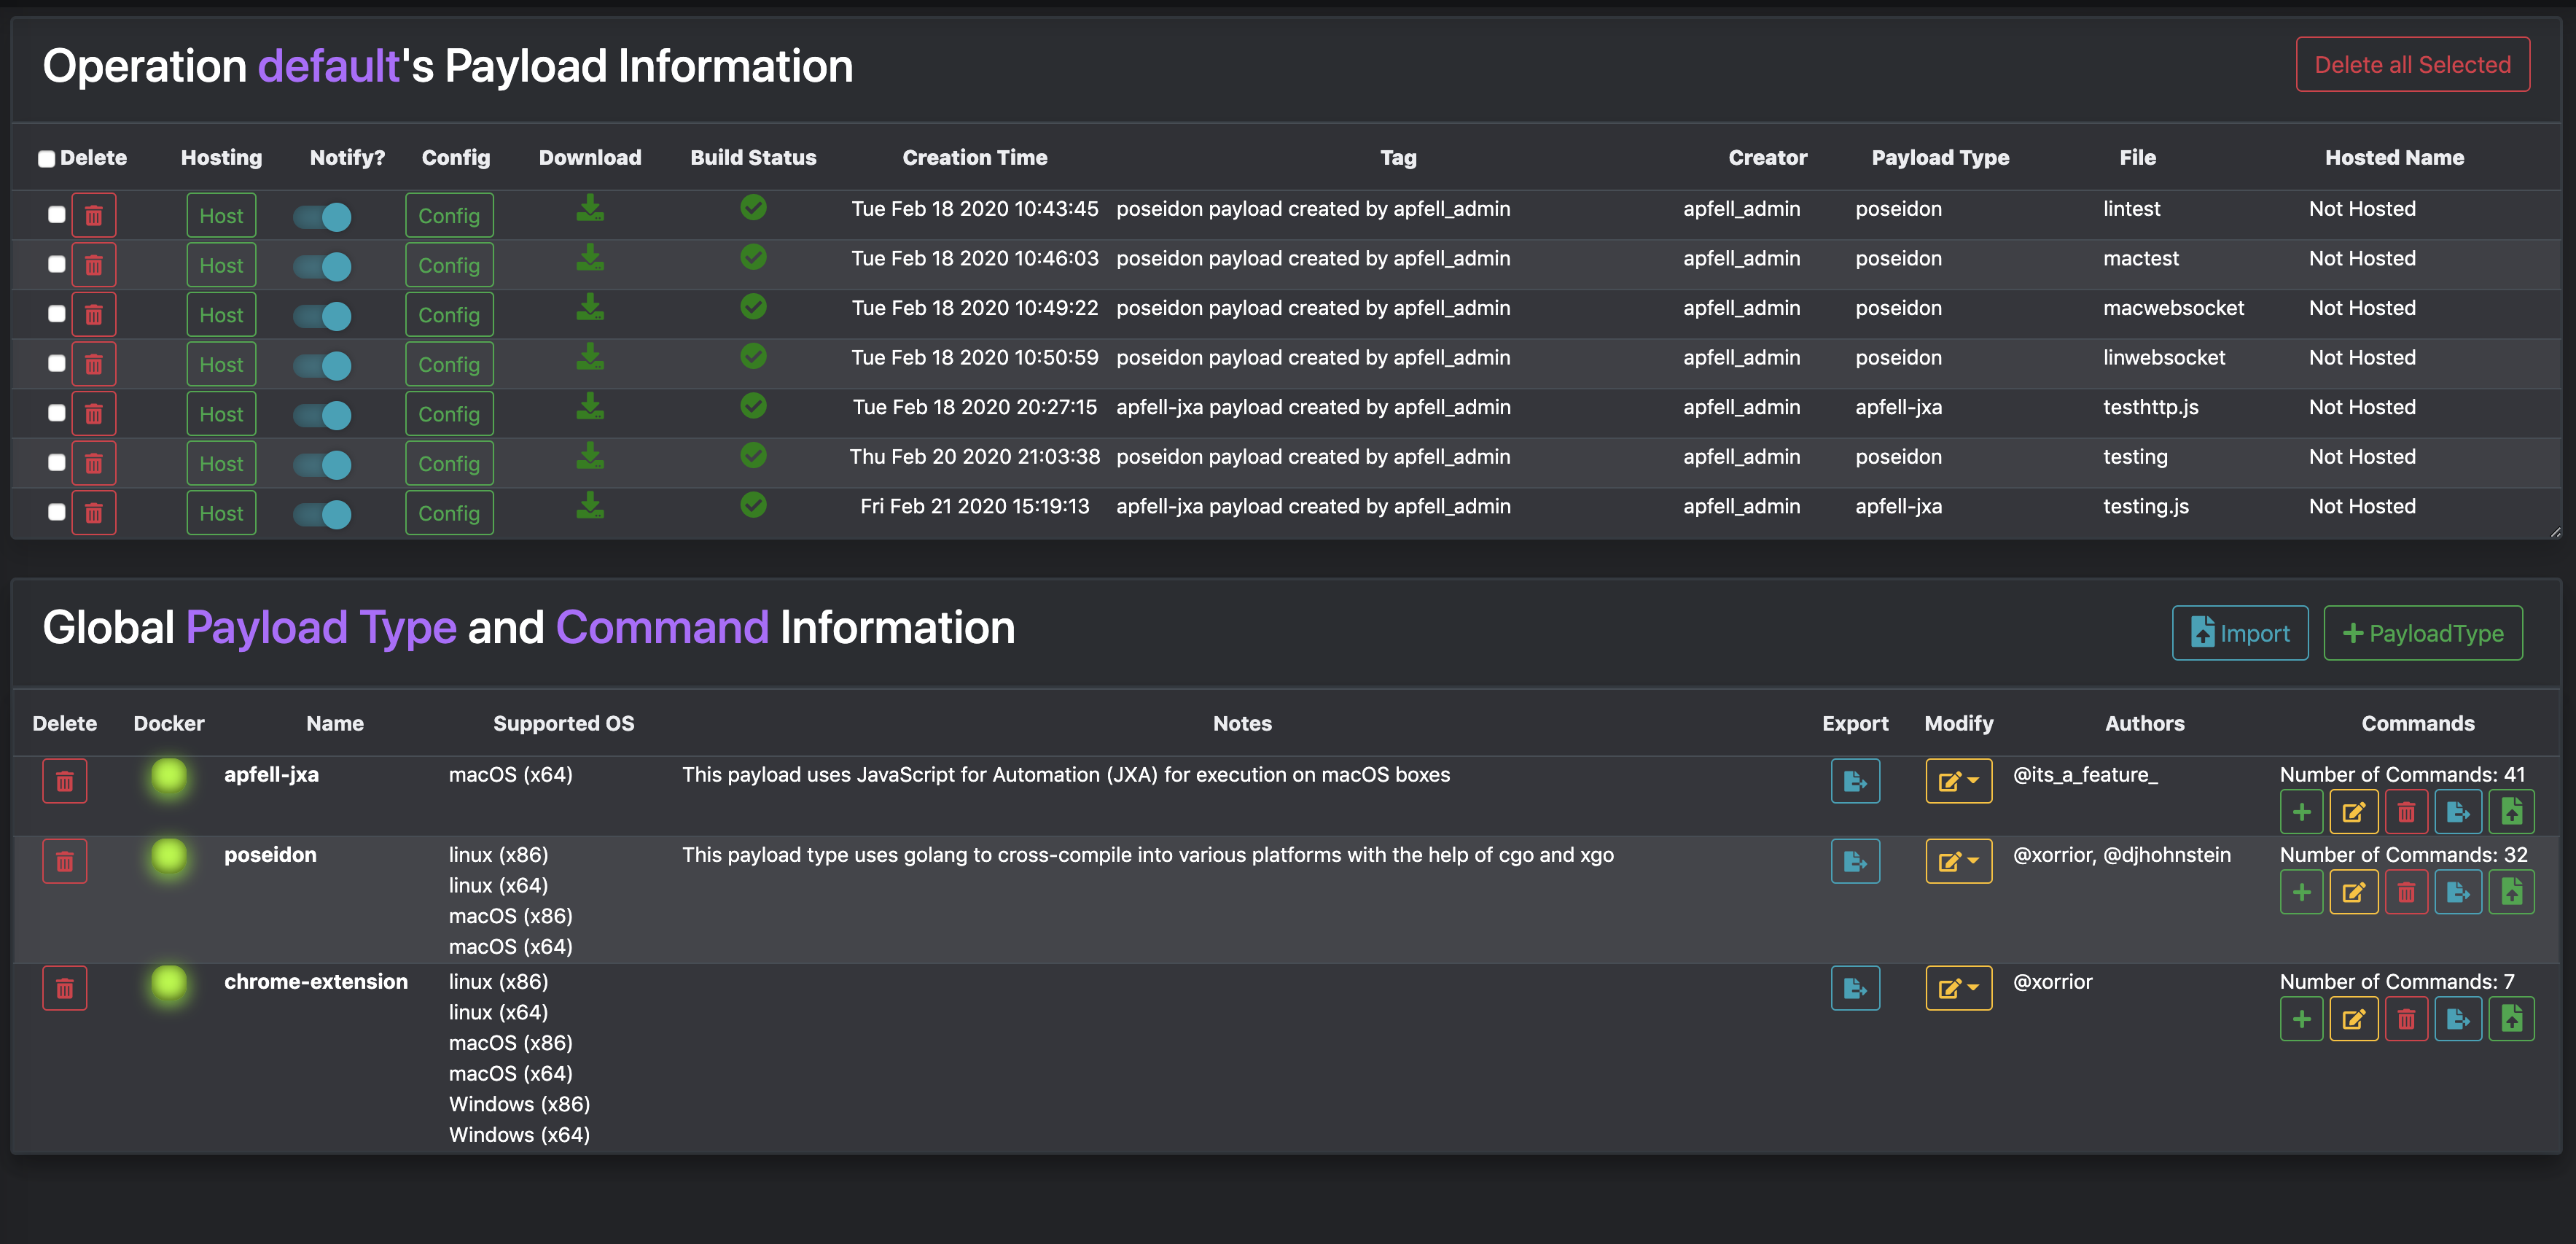 Operation default's Payload Information
Delete all Selected
Delete Hosting Notify? Config Download Build Status Creation Time Tag Creator Payload Type File Hosted Name
Host Config Tue Feb 18 2020 10:43:45 poseidon payload created by apfell_admin apfell_admin poseidon lintest Not Hosted
Host Config Tue Feb 18 2020 10:46:03 poseidon payload created by apfell_admin apfell_admin poseidon mactest Not Hosted
Host Config Tue Feb 18 2020 10:49:22 poseidon payload created by apfell_admin apfell_admin poseidon macwebsocket Not Hosted
Host Config Tue Feb 18 2020 10:50:59 poseidon payload created by apfell_admin apfell_admin poseidon linwebsocket Not Hosted
Host Config Tue Feb 18 2020 20:27:15 apfell-jxa payload created by apfell_admin apfell_admin apfell-jxa testhttp.js Not Hosted
Host Config Thu Feb 20 2020 21:03:38 poseidon payload created by apfell_admin apfell_admin poseidon testing Not Hosted
Host Config Fri Feb 21 2020 15:19:13 apfell-jxa payload created by apfell_admin apfell_admin apfell-jxa testing.js Not Hosted
Global Payload Type and Command Information
Import
PayloadType
Delete Docker Name Supported OS Notes Export Modify Authors Commands
apfell-jxa macOS (x64) This payload uses JavaScript for Automation (JXA) for execution on macOS boxes @its_a_feature_ Number of Commands: 41
poseidon linux (x86) This payload type uses golang to cross-compile into various platforms with the help of cgo and xgo @xorrior, @djhohnstein Number of Commands: 32
linux (x64)
macOS (x86)
macOS (x64)
chrome-extension linux (x86) @xorrior Number of Commands: 7
linux (x64)
macOS (x86)
macOS (x64)
Windows (x86)
Windows (x64)